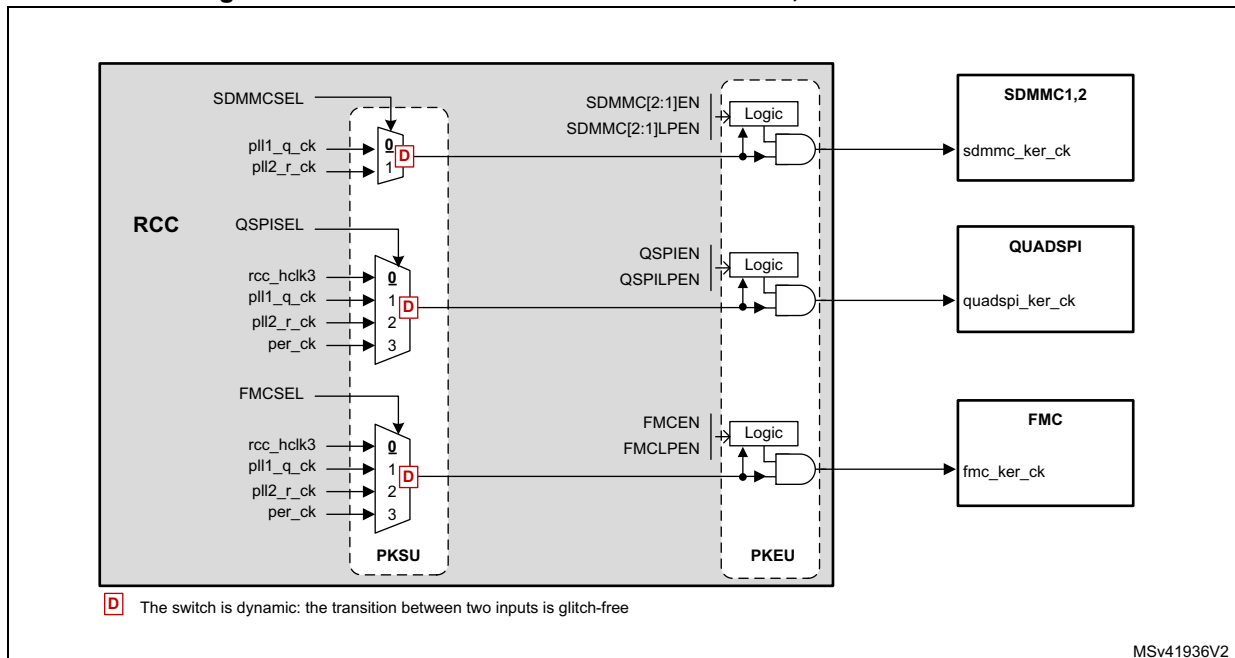 RCC
SDMMCSEL
pll1_q_ck
pll2_r_ck
0
1
D
SDMMC[2:1]EN
SDMMC[2:1]LPEN
Logic
SDMMC1,2
sdmmc_ker_ck
QSPISEL
rcc_hclk3
pll1_q_ck
pll2_r_ck
per_ck
0
1
2
3
D
QSPIEN
QSPILPEN
Logic
QUADSPI
quadspi_ker_ck
FMCSEL
rcc_hclk3
pll1_q_ck
pll2_r_ck
per_ck
0
1
2
3
D
FMCEN
FMCLPEN
Logic
FMC
fmc_ker_ck
PKSU
PKEU
D The switch is dynamic: the transition between two inputs is glitch-free
MSv41936V2